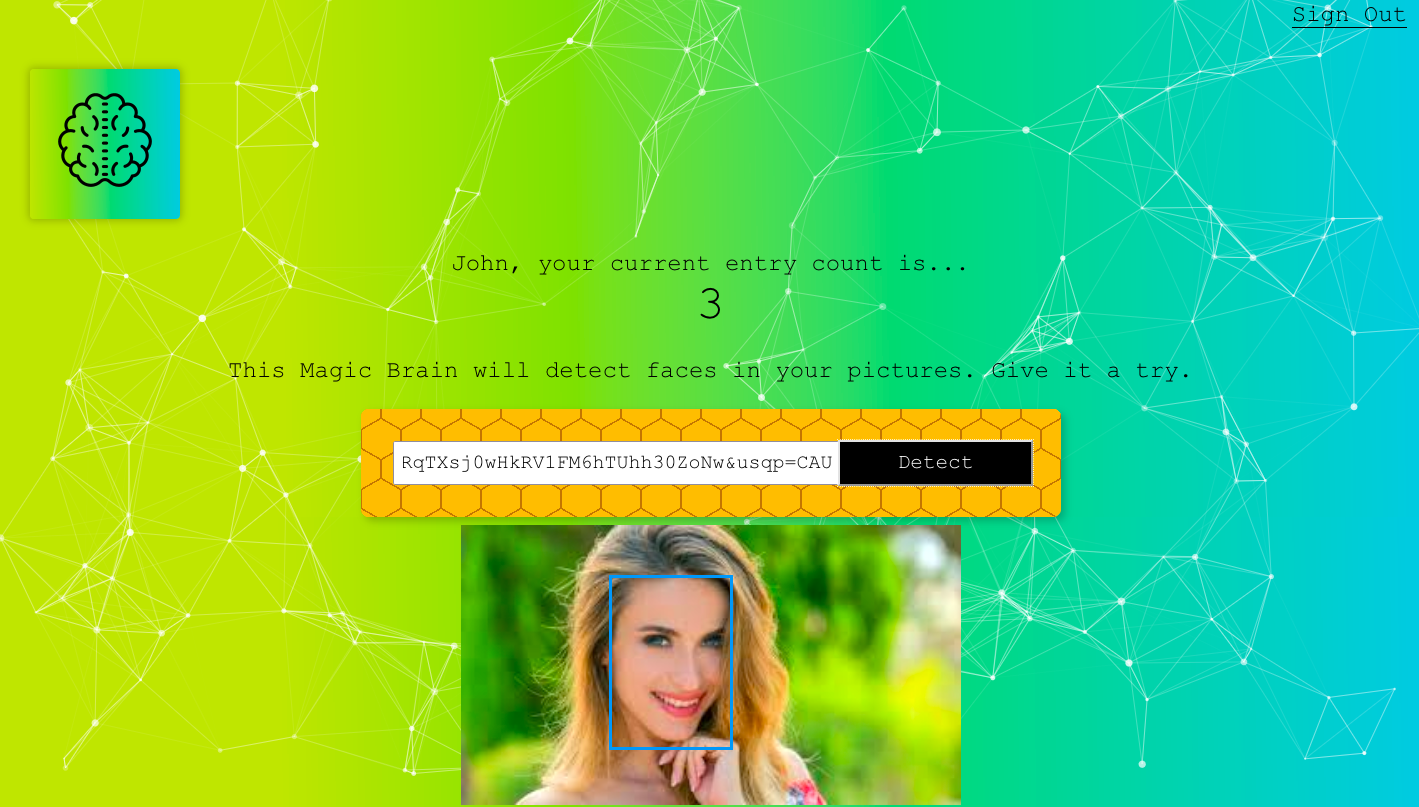 Sign Out
John, your current entry count is...
3
This Magic Brain will detect faces in your pictures. Give it a try.
RqTXsj0wHkRV1FM6hTUhh30ZoNw&usqp=CAU Detect